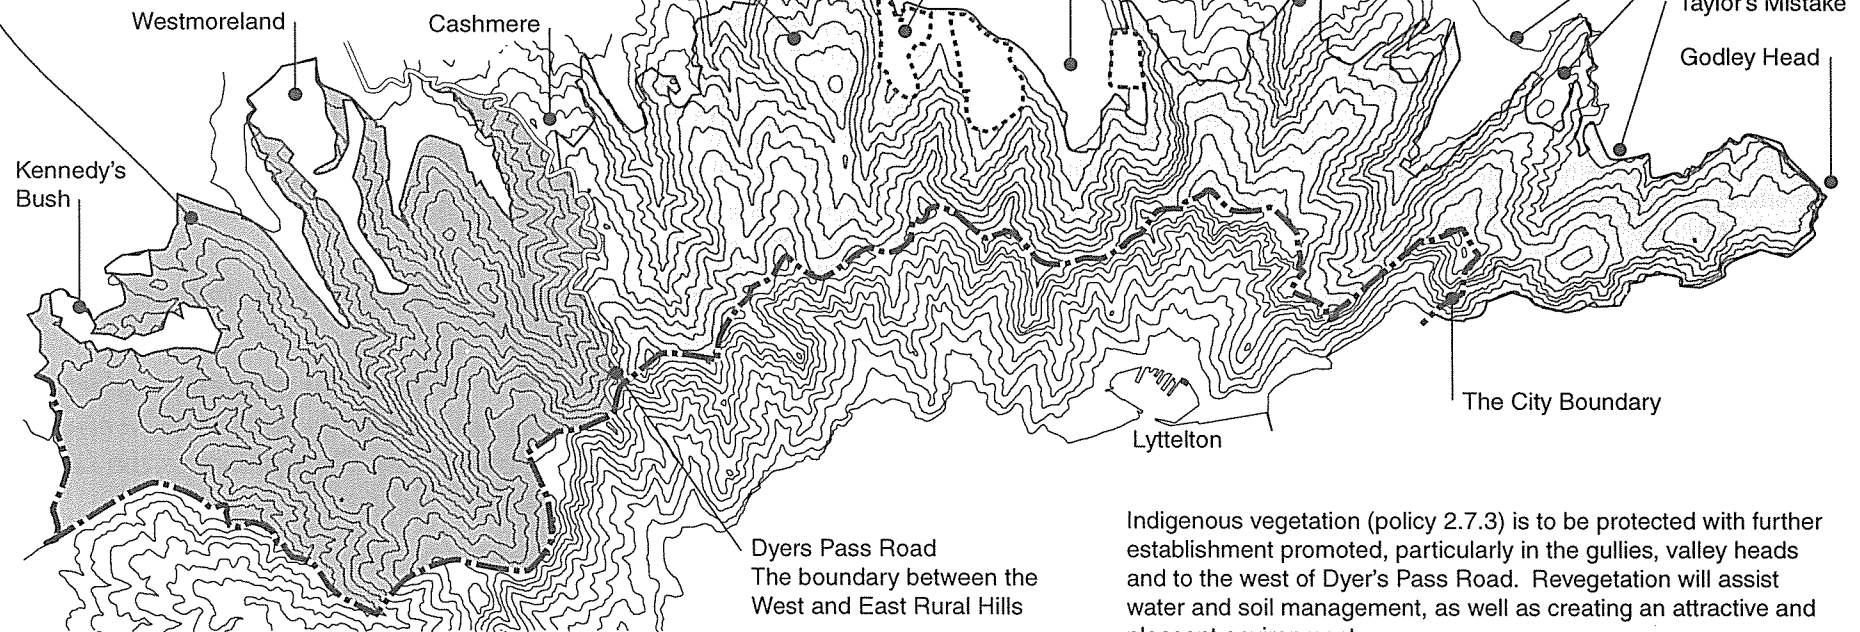 Westmoreland
Cashmere
Taylor's Mistake
Godley Head
Kennedy's
Bush
The City Boundary
Lyttelton
Dyers Pass Road
The boundary between the
West and East Rural Hills
Indigenous vegetation (policy 2.7.3) is to be protected with further
establishment promoted, particularly in the gullies, valley heads
and to the west of Dyer's Pass Road. Revegetation will assist
water and soil management, as well as creating an attractive and